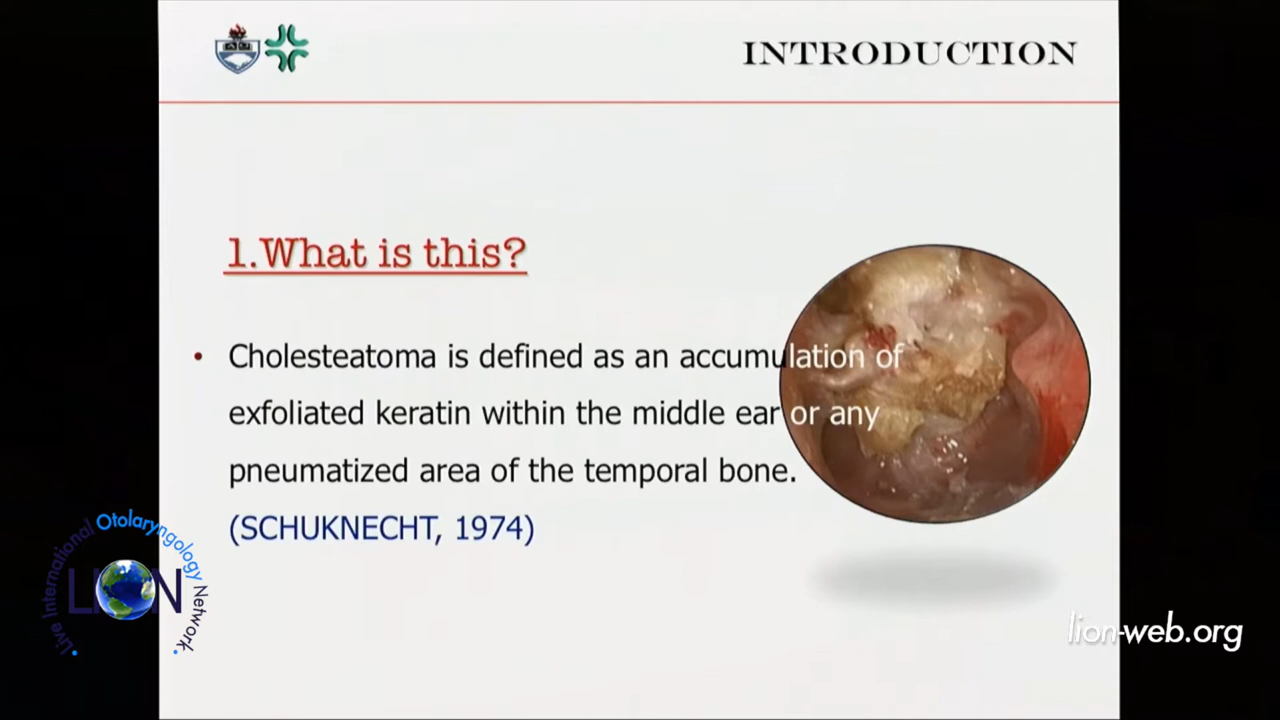 INTRODUCTION
1.What is this?
• Cholesteatoma is defined as an accumulation of
exfoliated keratin within the middle ear or any
pneumatized area of the temporal bone.
(SCHUKNECHT, 1974)
Live International Otolaryngology Network
LION
lion-web.org